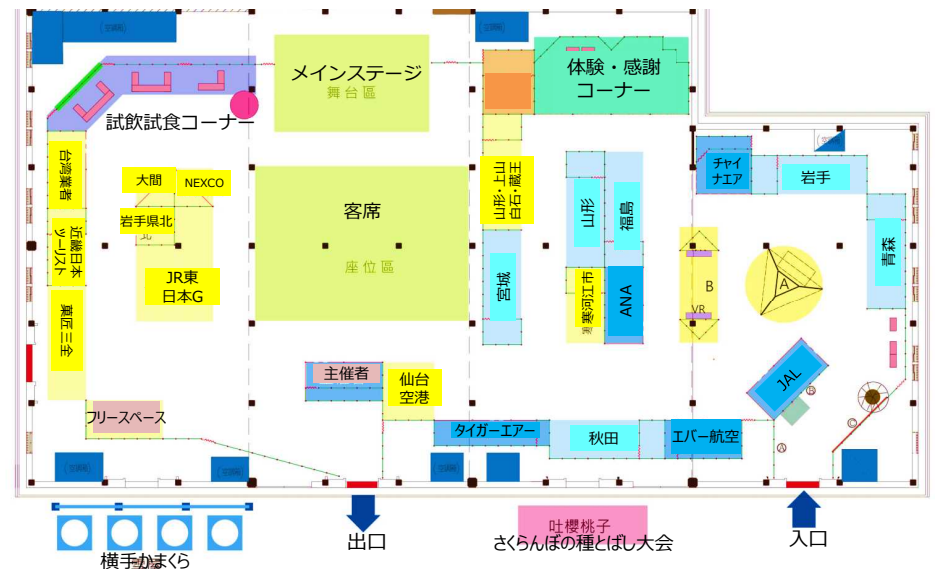 メインステージ
舞台區
体験・感謝
コーナー
試飲試食コーナー
台湾業者
大間
NEXCO
岩手県北
北
近畿日本
ツーリスト
JR東
日本G
菓匠三全
フリースペース
客席
座位區
主催者
仙台
空港
山形・上山
白石・蔵王
宮城
山形
福島
寒河江市
寒
ANA
チャイ
ナエア
岩手
青森
A
B
VR
JAL
B
C
A
タイガーエアー
秋田
エバー航空
横手かまくら
出口
吐櫻桃子
さくらんぼの種とばし大会
入口